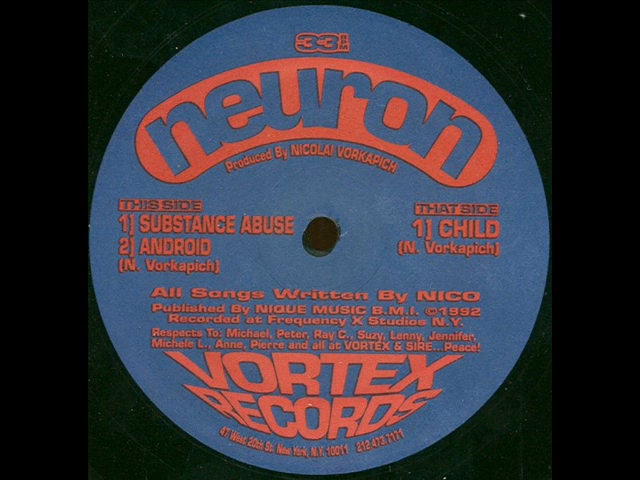 33 RPM
neuron
Produced By NICOLAI VORKAPICH
THIS SIDE
1] SUBSTANCE ABUSE
2] ANDROID
(N. Vorkapich)
THAT SIDE
1] CHILD
(N. Vorkapich)
All Songs Written By NICO
Published By NIQUE MUSIC B.M.I. ©1992
Recorded at Frequency X Studios N.Y.
Respects To: Michael, Peter, Ray C., Suzy, Lenny, Jennifer,
Michele L., Anne, Pierre and all at VORTEX & SIRE...Peace!
VORTEX
RECORDS
47 West 20th St. New York, N.Y. 10011 212-473-7171